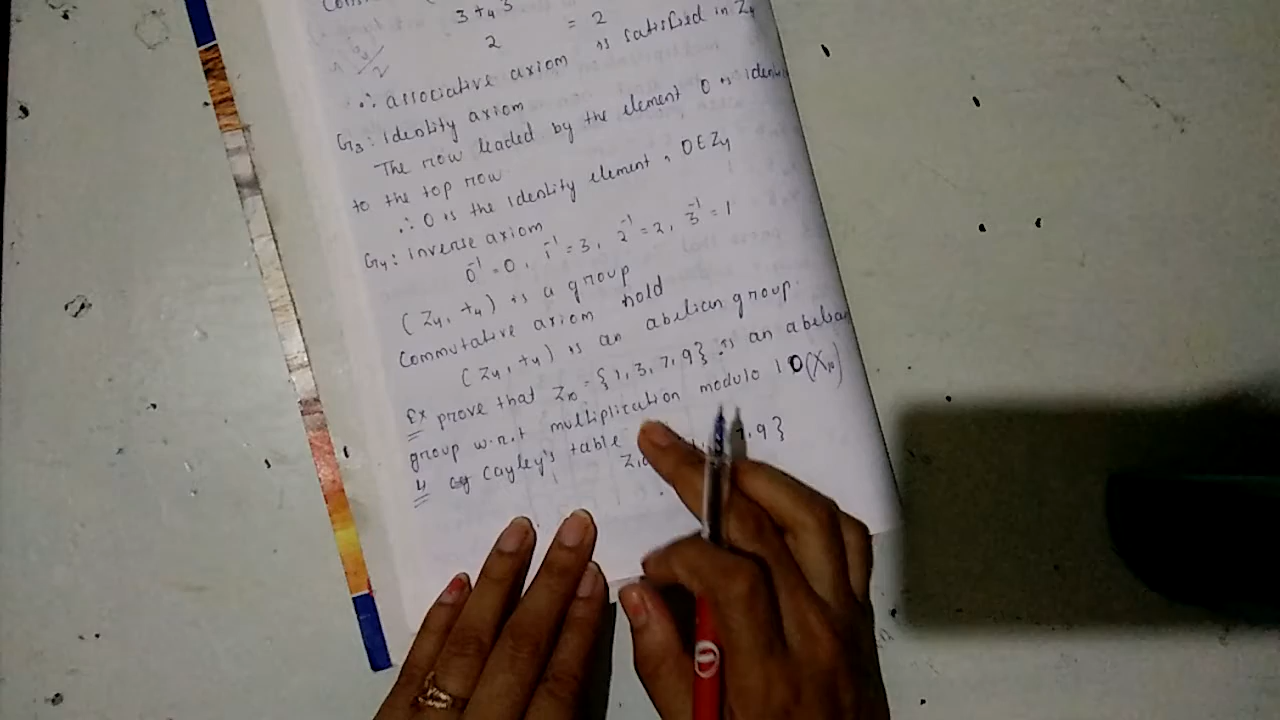 3 +₄ 3
2 = 2
∴ associative axiom is satisfied in Z₄
G₃: identity axiom
The row leaded by the element 0 is
to the top row.
∴ 0 is the identity element, 0 ∈ Z₄
G₄: inverse axiom
0⁻¹ = 0, 1⁻¹ = 3, 2⁻¹ = 2, 3⁻¹ = 1
(Z₄, +₄) is a group
Commutative axiom hold
(Z₄, +₄) is an abelian group.
Ex prove that Z₁₀ = {1, 3, 7, 9} is an
group w.r.t multiplication modulo 10 (X₁₀)
by Cayley's table 7, 9}